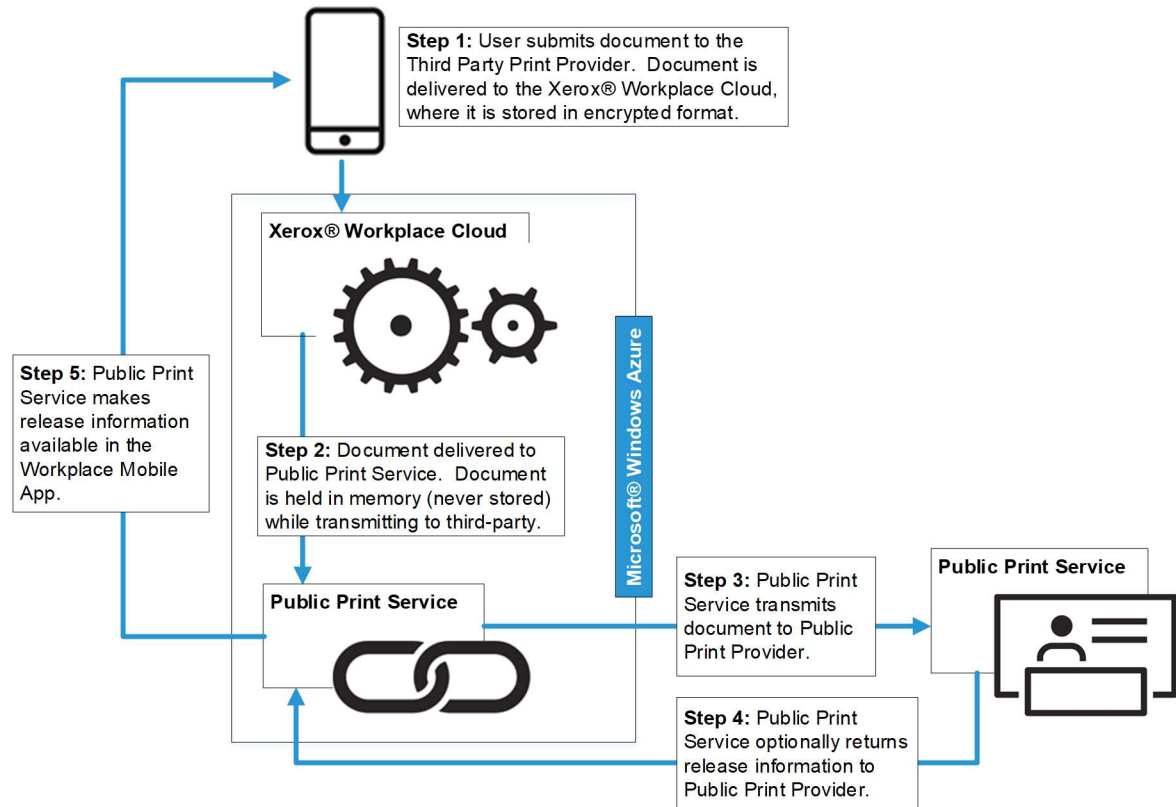 Step 1: User submits document to the
Third Party Print Provider.  Document is
delivered to the Xerox® Workplace Cloud,
where it is stored in encrypted format.
Xerox® Workplace Cloud
Microsoft® Windows Azure
Step 5: Public Print
Service makes
release information
available in the
Workplace Mobile
App.
Step 2: Document delivered to
Public Print Service.  Document
is held in memory (never stored)
while transmitting to third-party.
Public Print Service
Step 3: Public Print
Service transmits
document to Public
Print Provider.
Public Print Service
Step 4: Public Print
Service optionally returns
release information to
Public Print Provider.